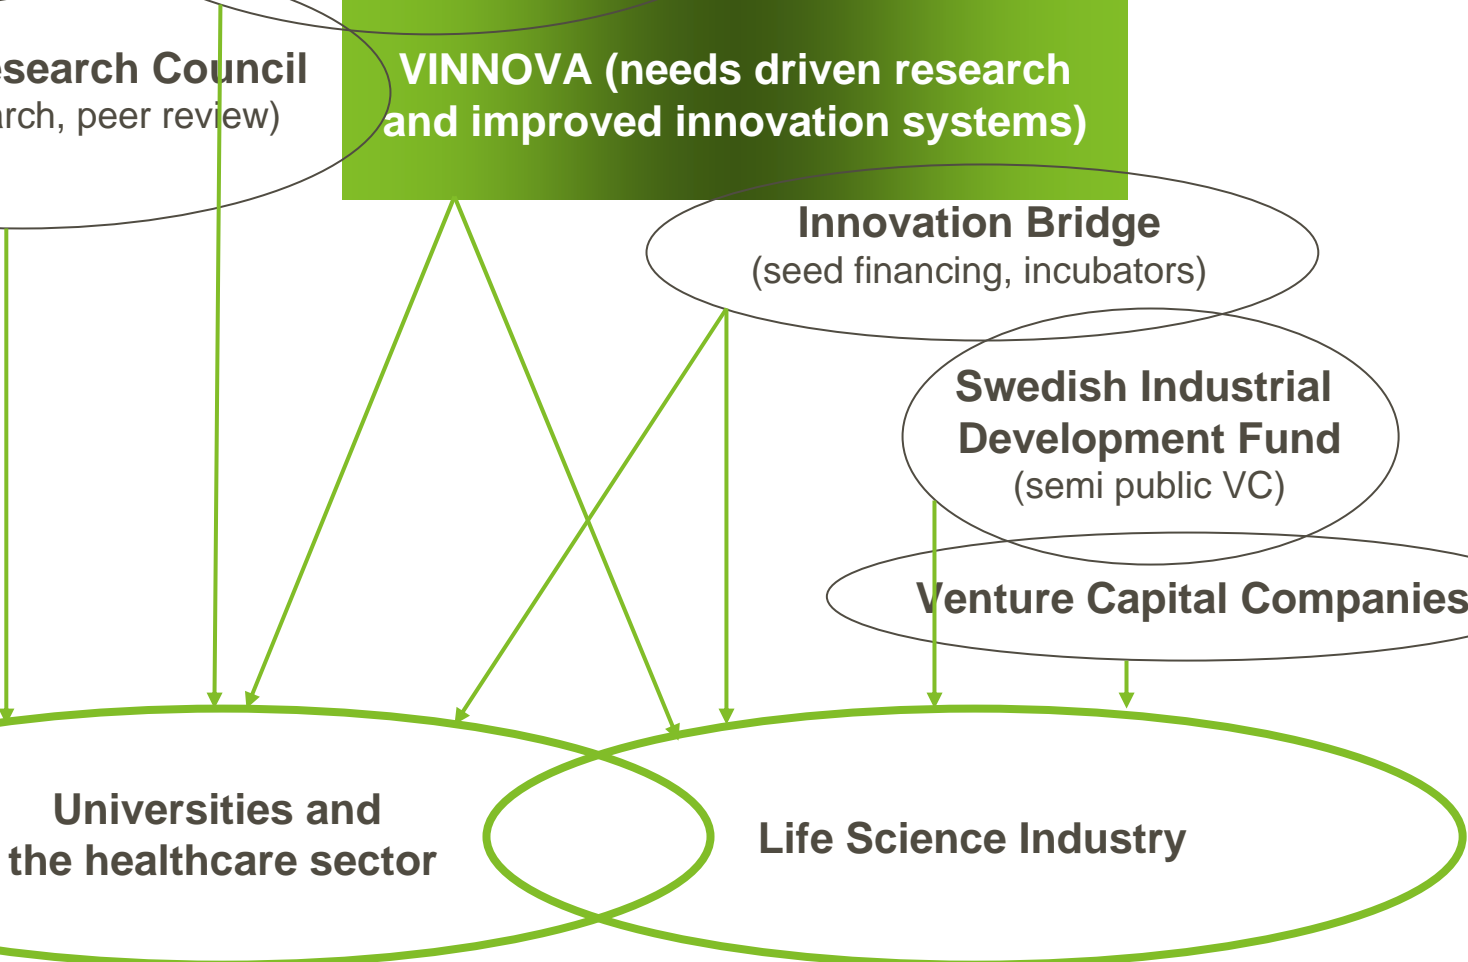 esearch Council
arch, peer review)
VINNOVA (needs driven research
and improved innovation systems)
Innovation Bridge
(seed financing, incubators)
Swedish Industrial
Development Fund
(semi public VC)
Venture Capital Companies
Universities and
the healthcare sector
Life Science Industry